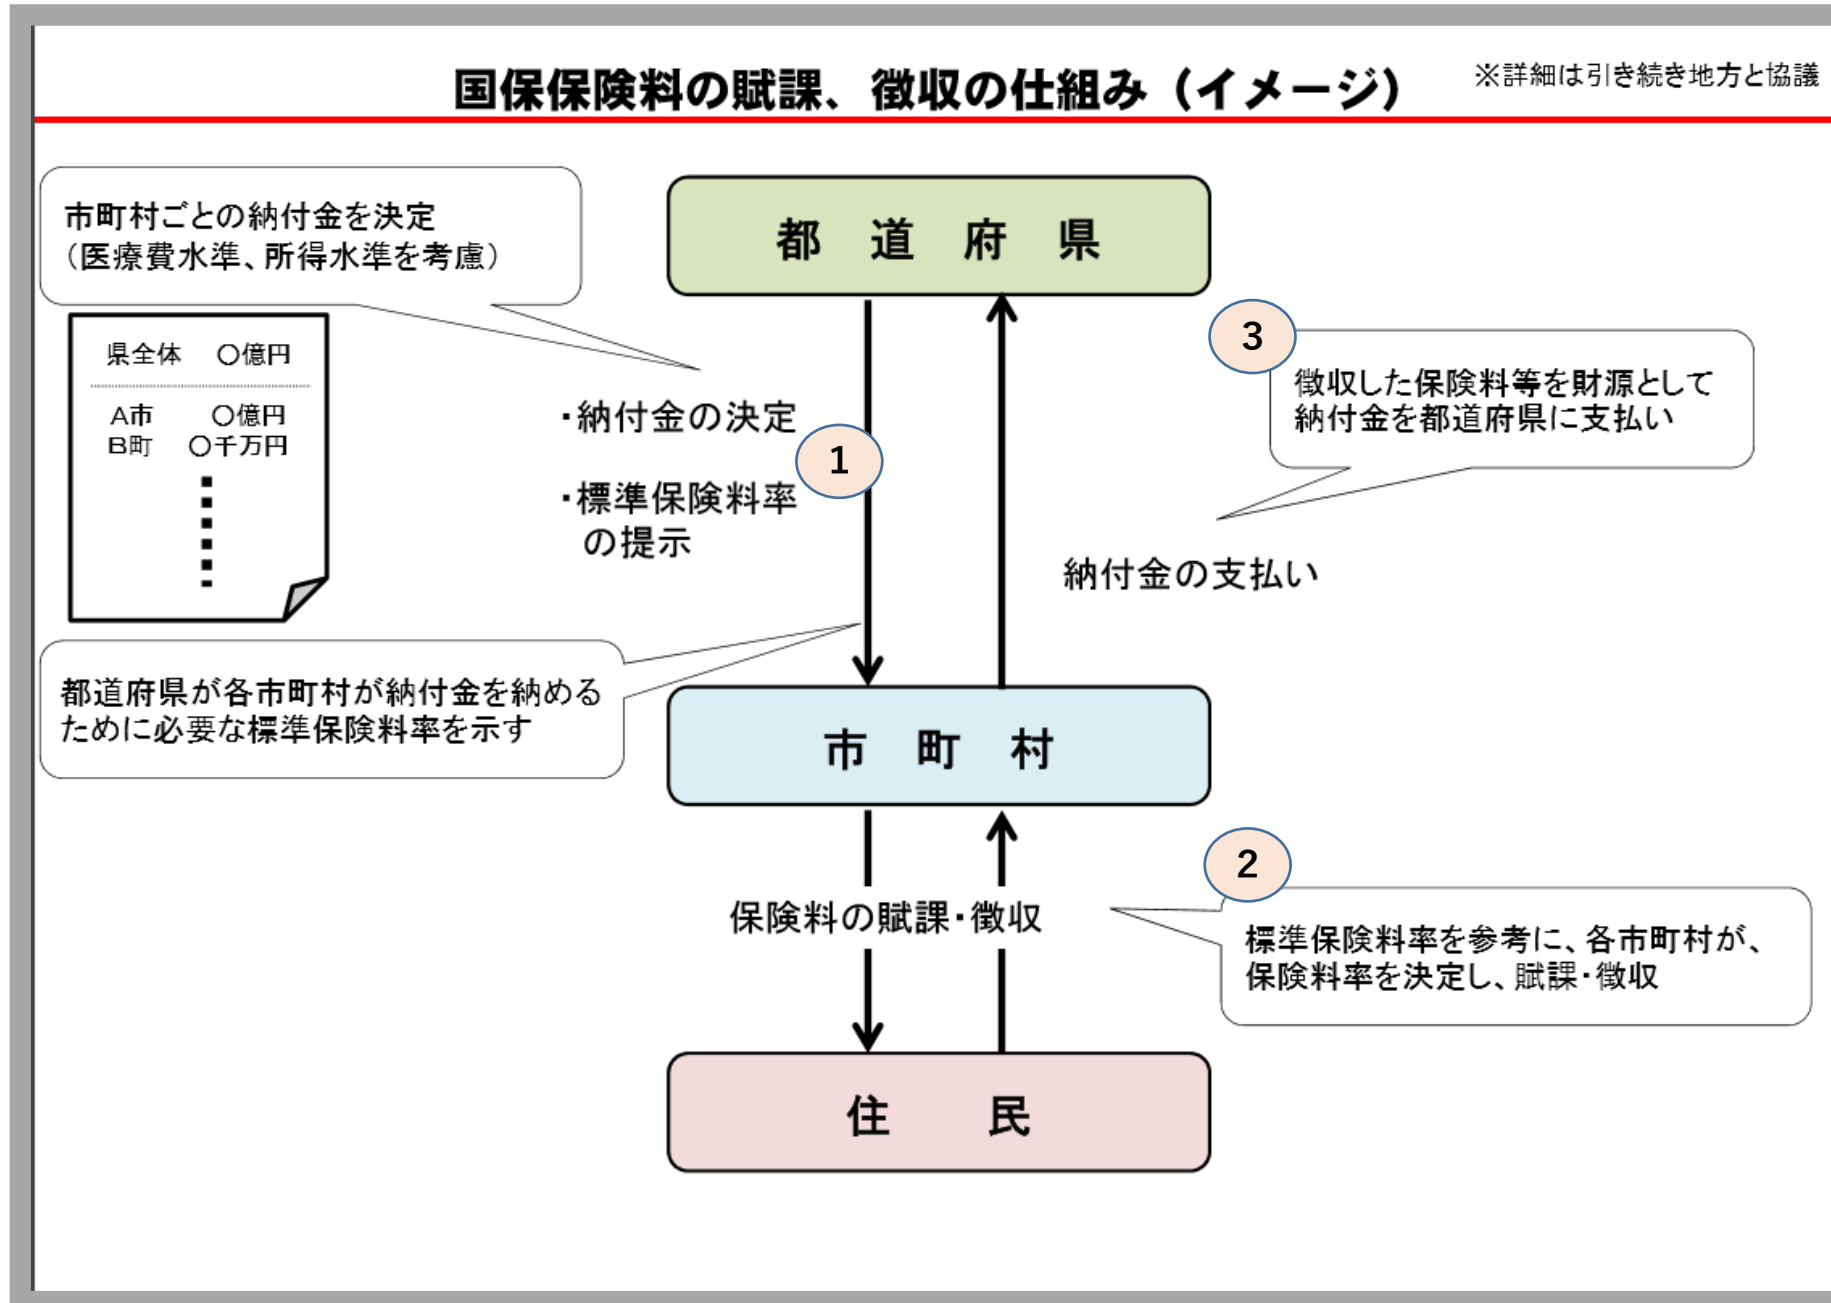 国保保険料の賦課、徴収の仕組み（イメージ）
※詳細は引き続き地方と協議
市町村ごとの納付金を決定
（医療費水準、所得水準を考慮）
都　道　府　県
県全体　〇億円
A市　〇億円
B町　〇千万円
・納付金の決定
1
・標準保険料率
の提示
3
徴収した保険料等を財源として
納付金を都道府県に支払い
納付金の支払い
都道府県が各市町村が納付金を納める
ために必要な標準保険料率を示す
市　町　村
保険料の賦課・徴収
2
標準保険料率を参考に、各市町村が、
保険料率を決定し、賦課・徴収
住　民